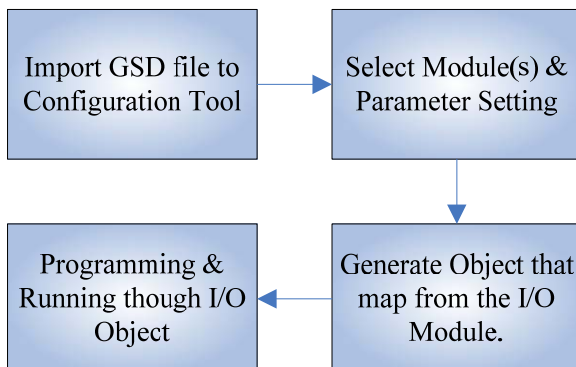 Import GSD file to
Configuration Tool
Select Module(s) &
Parameter Setting
Generate Object that
map from the I/O
Module.
Programming &
Running though I/O
Object